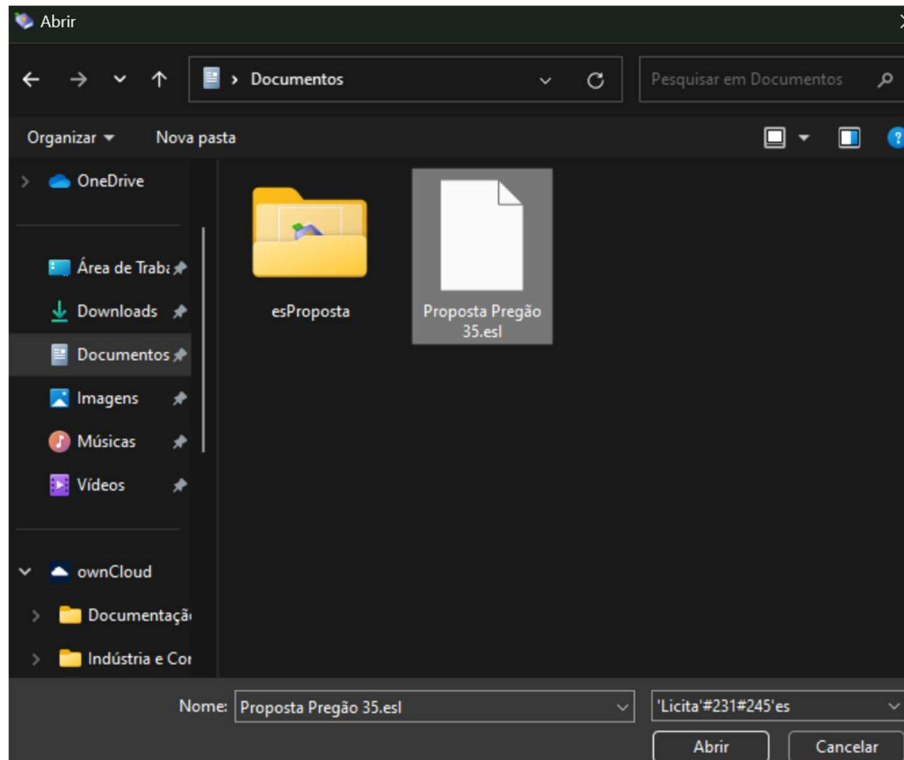 Abrir
Documentos
Pesquisar em Documentos
Organizar
Nova pasta
OneDrive
Área de Traba
Downloads
Documentos
Imagens
Músicas
Vídeos
ownCloud
Documentaçã
Indústria e Cor
esProposta
Proposta Pregão
35.esl
Nome:
Proposta Pregão 35.esl
'Licita'#231#245'es
Abrir
Cancelar